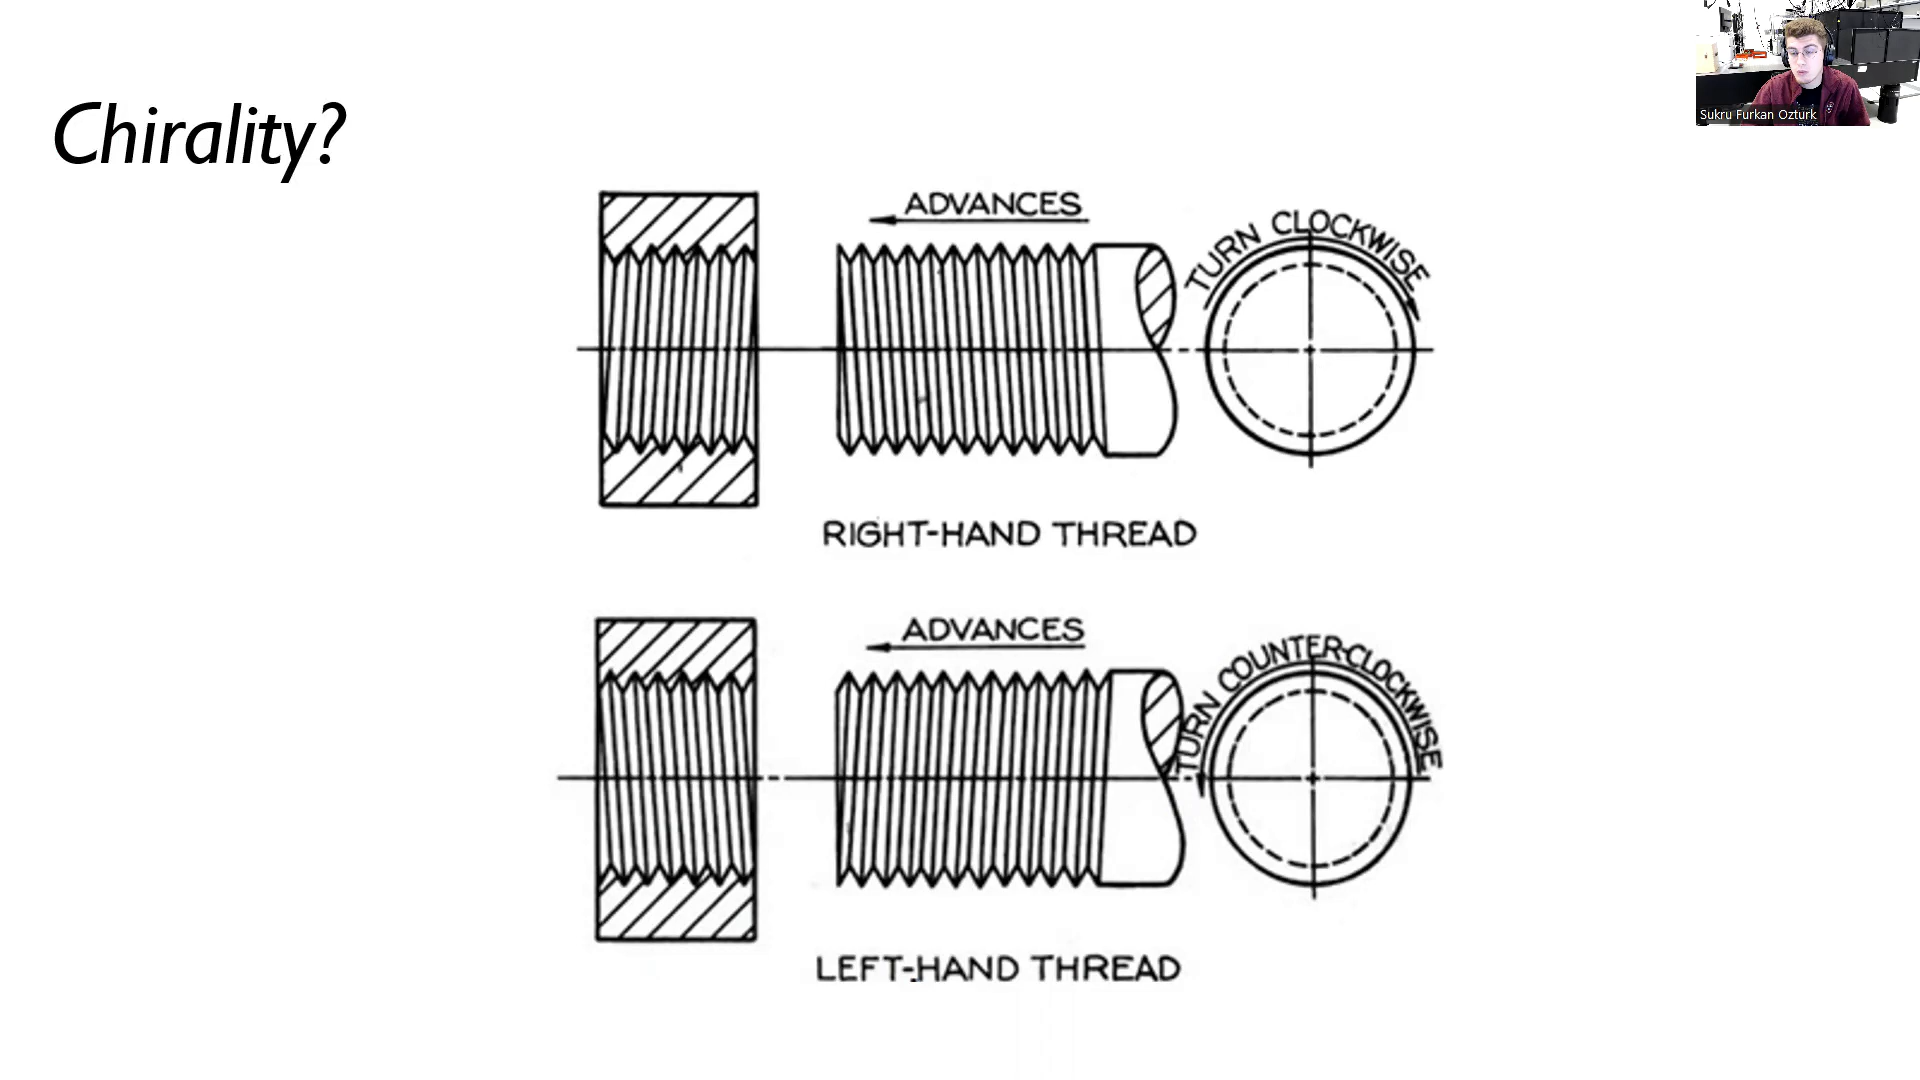 Chirality?
Sukru Furkan Ozturk
ADVANCES
TURN CLOCKWISE
RIGHT-HAND THREAD
ADVANCES
TURN COUNTER-CLOCKWISE
LEFT-HAND THREAD